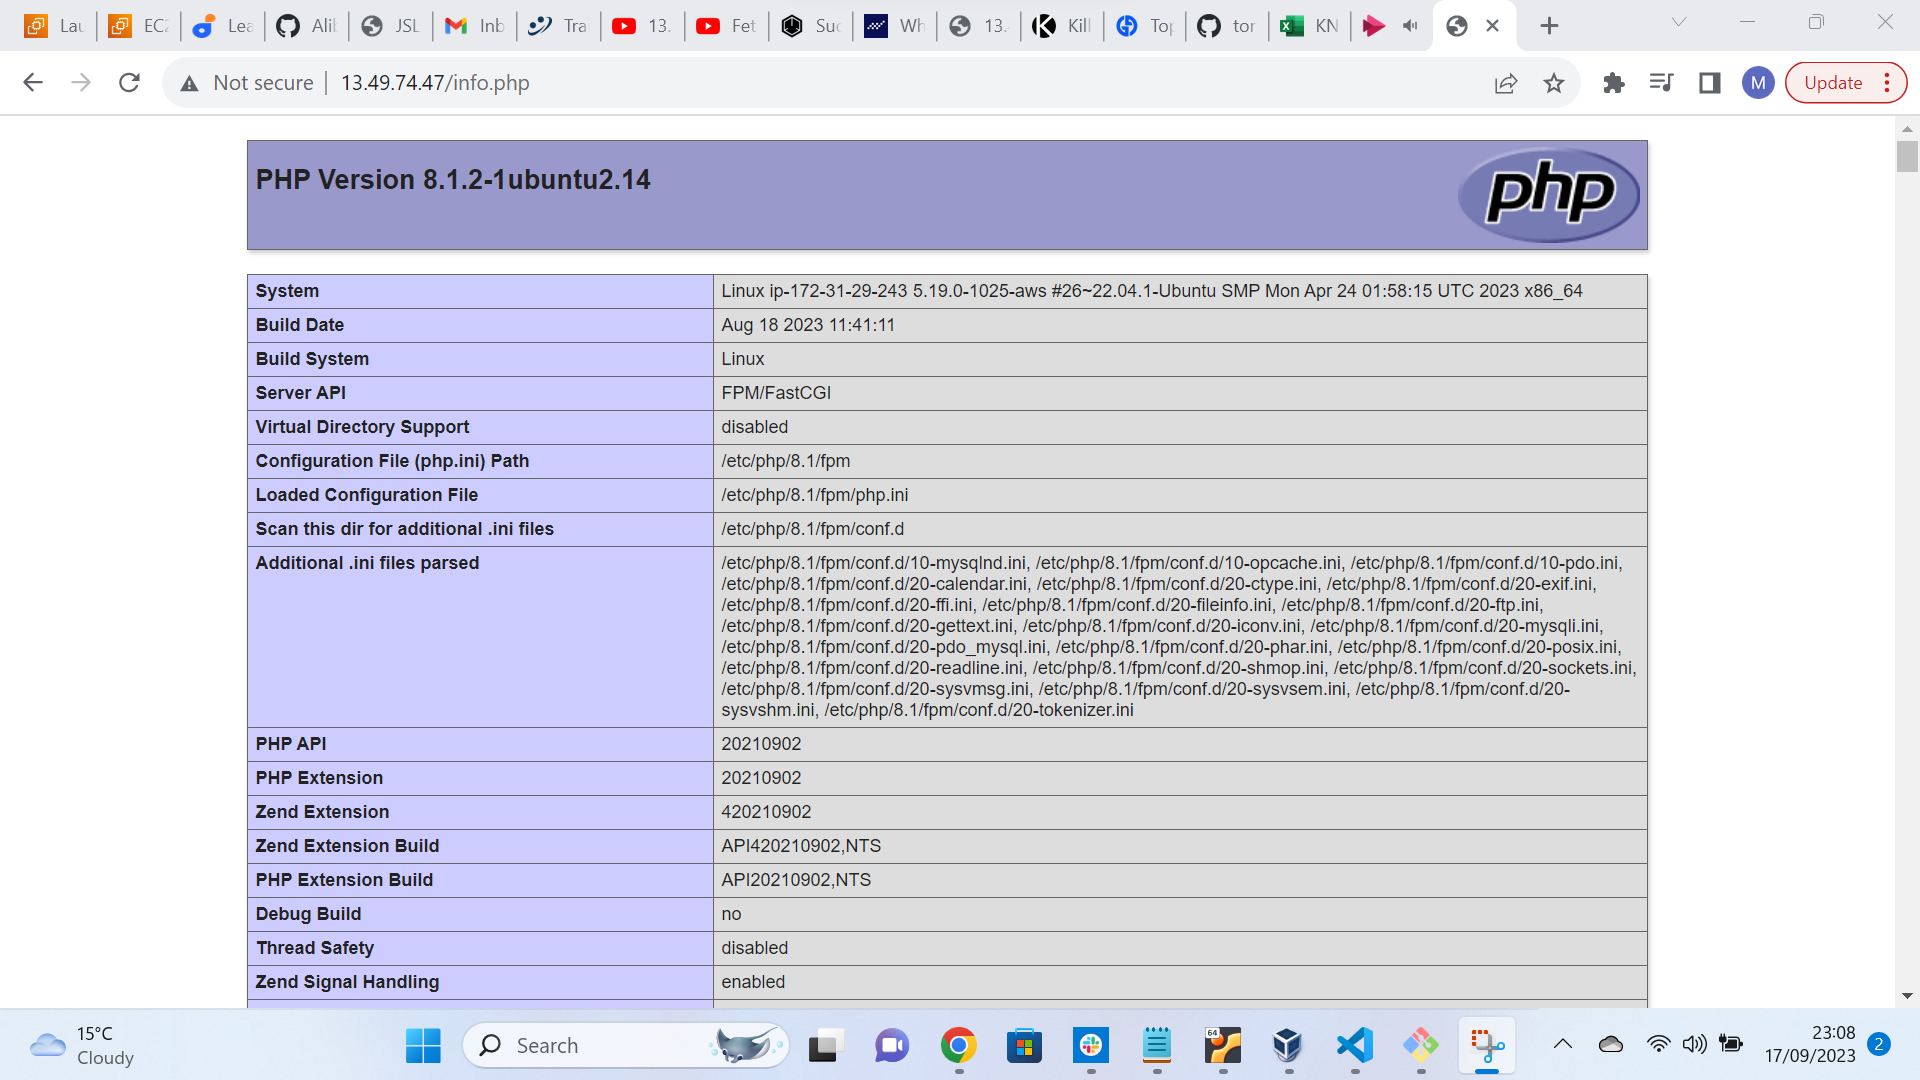 Lau
EC2
Lea
Ali
JSL
Inb
Tra
13.
Fet
Suc
Wh
13.
Kill
Top
tor
KN
Not secure
13.49.74.47/info.php
M
Update
PHP Version 8.1.2-1ubuntu2.14
php
System
Linux ip-172-31-29-243 5.19.0-1025-aws #26~22.04.1-Ubuntu SMP Mon Apr 24 01:58:15 UTC 2023 x86_64
Build Date
Aug 18 2023 11:41:11
Build System
Linux
Server API
FPM/FastCGI
Virtual Directory Support
disabled
Configuration File (php.ini) Path
/etc/php/8.1/fpm
Loaded Configuration File
/etc/php/8.1/fpm/php.ini
Scan this dir for additional .ini files
/etc/php/8.1/fpm/conf.d
Additional .ini files parsed
/etc/php/8.1/fpm/conf.d/10-mysqlnd.ini, /etc/php/8.1/fpm/conf.d/10-opcache.ini, /etc/php/8.1/fpm/conf.d/10-pdo.ini,
/etc/php/8.1/fpm/conf.d/20-calendar.ini, /etc/php/8.1/fpm/conf.d/20-ctype.ini, /etc/php/8.1/fpm/conf.d/20-exif.ini,
/etc/php/8.1/fpm/conf.d/20-ffi.ini, /etc/php/8.1/fpm/conf.d/20-fileinfo.ini, /etc/php/8.1/fpm/conf.d/20-ftp.ini,
/etc/php/8.1/fpm/conf.d/20-gettext.ini, /etc/php/8.1/fpm/conf.d/20-iconv.ini, /etc/php/8.1/fpm/conf.d/20-mysqli.ini,
/etc/php/8.1/fpm/conf.d/20-pdo_mysql.ini, /etc/php/8.1/fpm/conf.d/20-phar.ini, /etc/php/8.1/fpm/conf.d/20-posix.ini,
/etc/php/8.1/fpm/conf.d/20-readline.ini, /etc/php/8.1/fpm/conf.d/20-shmop.ini, /etc/php/8.1/fpm/conf.d/20-sockets.ini,
/etc/php/8.1/fpm/conf.d/20-sysvmsg.ini, /etc/php/8.1/fpm/conf.d/20-sysvsem.ini, /etc/php/8.1/fpm/conf.d/20-
sysvshm.ini, /etc/php/8.1/fpm/conf.d/20-tokenizer.ini
PHP API
20210902
PHP Extension
20210902
Zend Extension
420210902
Zend Extension Build
API420210902,NTS
PHP Extension Build
API20210902,NTS
Debug Build
no
Thread Safety
disabled
Zend Signal Handling
enabled
15°C
Cloudy
Search
64
23:08
17/09/2023
2